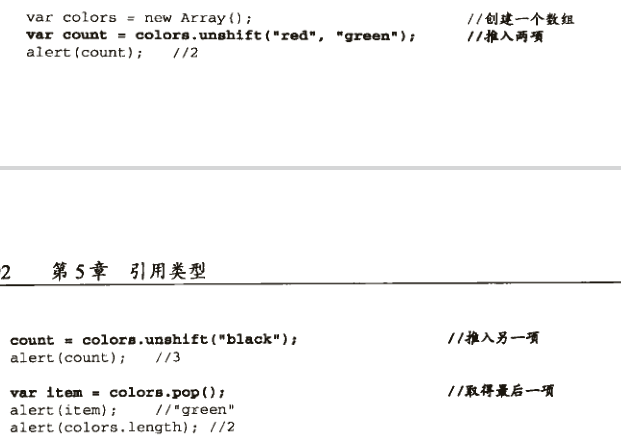 var colors = new Array(); //创建一个数组
var count = colors.unshift("red", "green"); //推入两项
alert(count); //2
2 第5章 引用类型
count = colors.unshift("black"); //推入另一项
alert(count); //3
var item = colors.pop(); //取得最后一项
alert(item); //"green"
alert(colors.length); //2